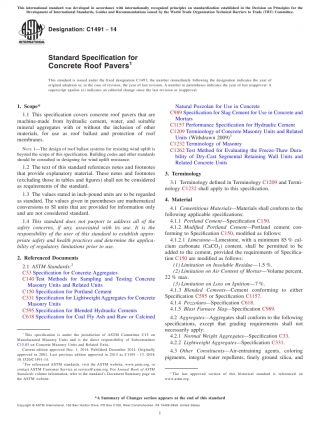 This international standard was developed in accordance with internationally recognized principles on standardization established in the Decision on Principles for the
Development of International Standards, Guides and Recommendations issued by the World Trade Organization Technical Barriers to Trade (TBT) Committee.
Designation: C1491 − 14
INTERNATIONAL
Standard Specification for
Concrete Roof Pavers¹
This standard is issued under the fixed designation C1491; the number immediately following the designation indicates the year of
original adoption or, in the case of revision, the year of last revision. A number in parentheses indicates the year of last reapproval. A
superscript epsilon (ε) indicates an editorial change since the last revision or reapproval.
1. Scope*
1.1 This specification covers concrete roof pavers that are
machine-made from hydraulic cement, water, and suitable
mineral aggregates with or without the inclusion of other
materials, for use as roof ballast and protection of roof
membranes.
NOTE 1—The design of roof ballast systems for resisting wind uplift is
beyond the scope of this specification. Building codes and other standards
should be consulted in designing for wind uplift resistance.
1.2 The text of this standard references notes and footnotes
that provide explanatory material. These notes and footnotes
(excluding those in tables and figures) shall not be considered
as requirements of the standard.
1.3 The values stated in inch-pound units are to be regarded
as standard. The values given in parentheses are mathematical
conversions to SI units that are provided for information only
and are not considered standard.
1.4 This standard does not purport to address all of the
safety concerns, if any, associated with its use. It is the
responsibility of the user of this standard to establish appro-
priate safety and health practices and determine the applica-
bility of regulatory limitations prior to use.
2. Referenced Documents
2.1 ASTM Standards:²
C33 Specification for Concrete Aggregates
C140 Test Methods for Sampling and Testing Concrete
Masonry Units and Related Units
C150 Specification for Portland Cement
C331 Specification for Lightweight Aggregates for Concrete
Masonry Units
C595 Specification for Blended Hydraulic Cements
C618 Specification for Coal Fly Ash and Raw or Calcined
¹ This specification is under the jurisdiction of ASTM Committee C15 on
Manufactured Masonry Units and is the direct responsibility of Subcommittee
C15.03 on Concrete Masonry Units and Related Units.
Current edition approved Dec. 1, 2014. Published December 2014. Originally
approved in 2001. Last previous edition approved in 2013 as C1491 – 13. DOI:
10.1520/C1491-14.
² For referenced ASTM standards, visit the ASTM website, www.astm.org, or
contact ASTM Customer Service at service@astm.org. For Annual Book of ASTM
Standards volume information, refer to the standard's Document Summary page on
the ASTM website.
Natural Pozzolan for Use in Concrete
C989 Specification for Slag Cement for Use in Concrete and
Mortars
C1157 Performance Specification for Hydraulic Cement
C1209 Terminology of Concrete Masonry Units and Related
Units (Withdrawn 2009)³
C1232 Terminology of Masonry
C1262 Test Method for Evaluating the Freeze-Thaw Dura-
bility of Dry-Cast Segmental Retaining Wall Units and
Related Concrete Units
3. Terminology
3.1 Terminology defined in Terminology C1209 and Termi-
nology C1232 shall apply to this specification.
4. Material
4.1 Cementitious Materials—Materials shall conform to the
following applicable specifications:
4.1.1 Portland Cement—Specification C150.
4.1.2 Modified Portland Cement—Portland cement con-
forming to Specification C150, modified as follows:
4.1.2.1 Limestone—Limestone, with a minimum 85 % cal-
cium carbonate (CaCO₃) content, shall be permitted to be
added to the cement, provided the requirements of Specifica-
tion C150 are modified as follows:
(1) Limitation on Insoluble Residue—1.5 %.
(2) Limitation on Air Content of Mortar—Volume percent,
22 % max.
(3) Limitation on Loss on Ignition—7 %.
4.1.3 Blended Cements—Cement conforming to either
Specification C595 or Specification C1157.
4.1.4 Pozzolans—Specification C618.
4.1.5 Blast Furnace Slag—Specification C989.
4.2 Aggregates—Aggregates shall conform to the following
specifications, except that grading requirements shall not
necessarily apply:
4.2.1 Normal Weight Aggregates—Specification C33.
4.2.2 Lightweight Aggregates—Specification C331.
4.3 Other Constituents—Air-entraining agents, coloring
pigments, integral water repellents, finely ground silica, and
³ The last approved version of this historical standard is referenced on
www.astm.org.
*A Summary of Changes section appears at the end of this standard
Copyright © ASTM International, 100 Barr Harbor Drive, PO Box C700, West Conshohocken, PA 19428-2959. United States
1